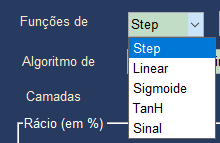 Funções de
Step
Step
Algoritmo de
Linear
Sigmoide
Camadas
TanH
Rácio (em %)
Sinal